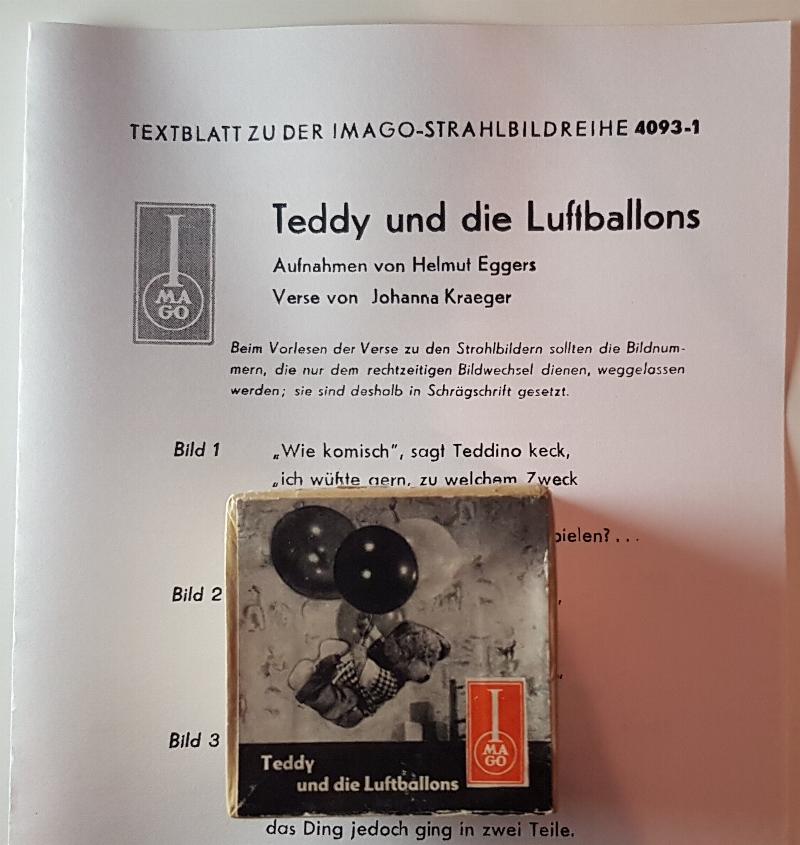 TEXTBLATT ZU DER IMAGO-STRAHLBILDREIHE 4093-1
I
MA
GO
Teddy und die Luftballons
Aufnahmen von Helmut Eggers
Verse von Johanna Kraeger
Beim Vorlesen der Verse zu den Strohlbildern sollten die Bildnum-
mern, die nur dem rechtzeitigen Bildwechsel dienen, weggelassen
werden; sie sind deshalb in Schrägschrift gesetzt.
Bild 1 „Wie komisch", sagt Teddino keck,
„ich wüßte gern, zu welchem Zweck
pielen? ...
Bild 2
Bild 3
I
MA
GO
Teddy
und die Luftballons
das Ding jedoch ging in zwei Teile.